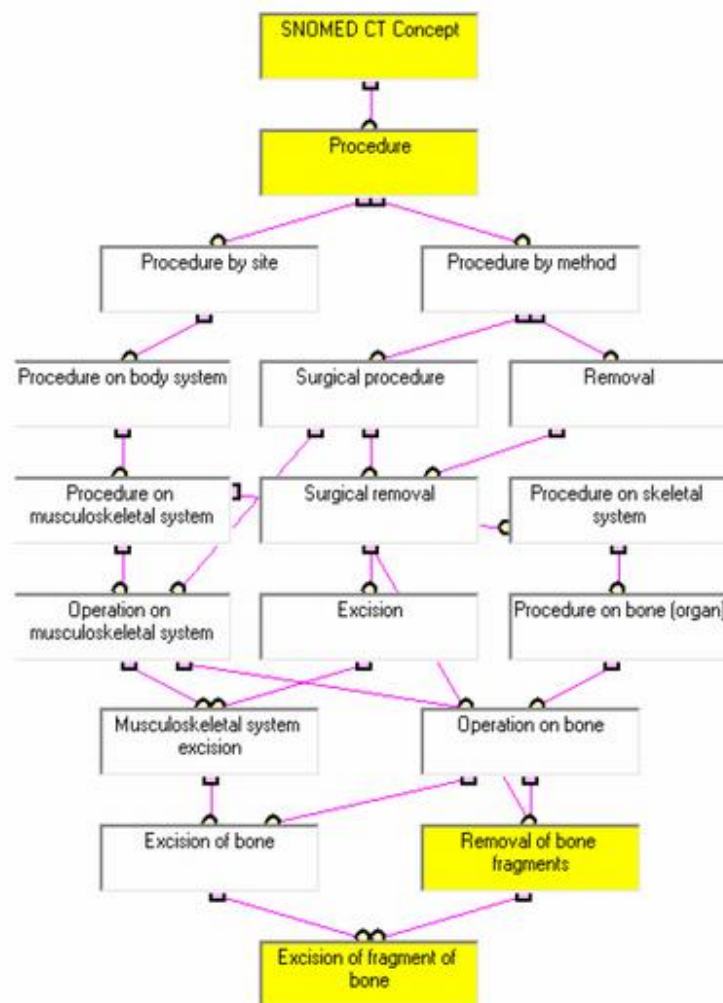 SNOMED CT Concept
Procedure
Procedure by site
Procedure by method
Procedure on body system
Surgical procedure
Removal
Procedure on
musculoskeletal system
Surgical removal
Procedure on skeletal
system
Operation on
musculoskeletal system
Excision
Procedure on bone (organ)
Musculoskeletal system
excision
Operation on bone
Excision of bone
Removal of bone
fragments
Excision of fragment of
bone